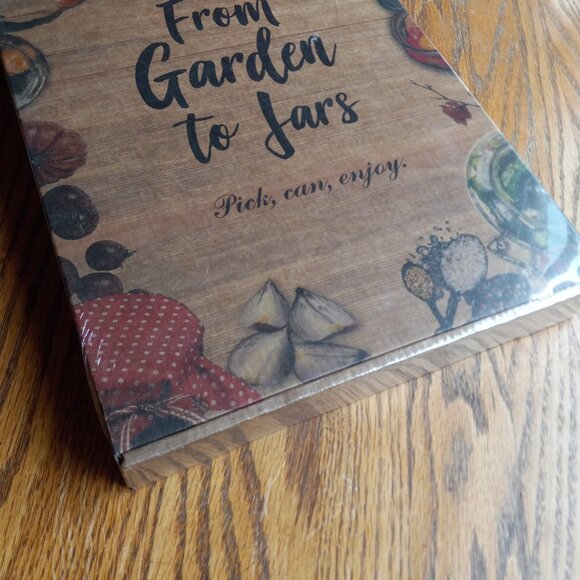 From
Garden
to Jars
Pick, can, enjoy.